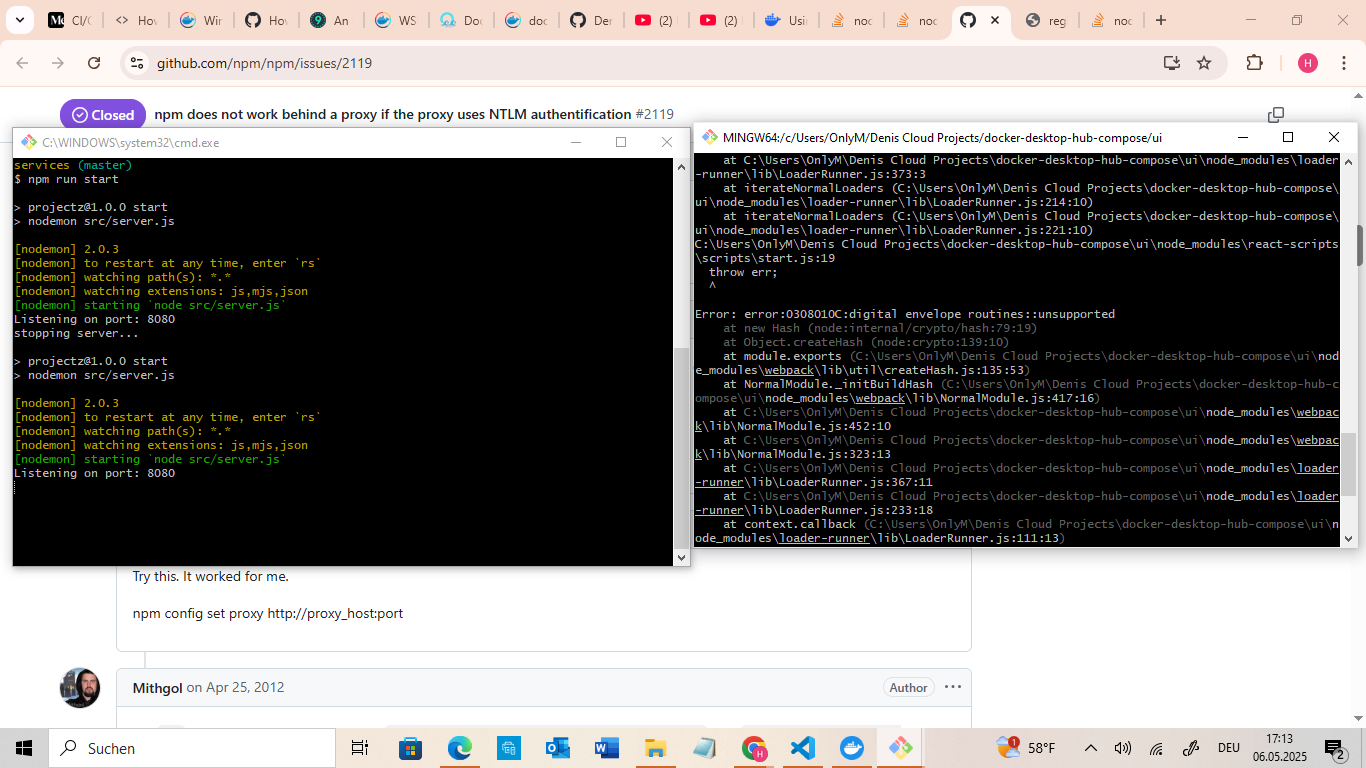 CI/C
Hov
Win
Hov
An
WS
Doc
doc
Der
(2) I
(2) I
Usin
noc
noc
reg
noc
github.com/npm/npm/issues/2119
H
Closed
npm does not work behind a proxy if the proxy uses NTLM authentification #2119
C:\WINDOWS\system32\cmd.exe
services (master)
$ npm run start
> projectz@1.0.0 start
> nodemon src/server.js
[nodemon] 2.0.3
[nodemon] to restart at any time, enter `rs`
[nodemon] watching path(s): *.*
[nodemon] watching extensions: js,mjs,json
[nodemon] starting `node src/server.js`
Listening on port: 8080
stopping server...
> projectz@1.0.0 start
> nodemon src/server.js
[nodemon] 2.0.3
[nodemon] to restart at any time, enter `rs`
[nodemon] watching path(s): *.*
[nodemon] watching extensions: js,mjs,json
[nodemon] starting `node src/server.js`
Listening on port: 8080
MINGW64:/c/Users/OnlyM/Denis Cloud Projects/docker-desktop-hub-compose/ui
at C:\Users\OnlyM\Denis Cloud Projects\docker-desktop-hub-compose\ui\node_modules\loader
-runner\lib\LoaderRunner.js:373:3
at iterateNormalLoaders (C:\Users\OnlyM\Denis Cloud Projects\docker-desktop-hub-compose\
ui\node_modules\loader-runner\lib\LoaderRunner.js:214:10)
at iterateNormalLoaders (C:\Users\OnlyM\Denis Cloud Projects\docker-desktop-hub-compose\
ui\node_modules\loader-runner\lib\LoaderRunner.js:221:10)
C:\Users\OnlyM\Denis Cloud Projects\docker-desktop-hub-compose\ui\node_modules\react-scripts
\scripts\start.js:19
throw err;
^
Error: error:0308010C:digital envelope routines::unsupported
at new Hash (node:internal/crypto/hash:79:19)
at Object.createHash (node:crypto:139:10)
at module.exports (C:\Users\OnlyM\Denis Cloud Projects\docker-desktop-hub-compose\ui\nod
e_modules\webpack\lib\util\createHash.js:135:53)
at NormalModule._initBuildHash (C:\Users\OnlyM\Denis Cloud Projects\docker-desktop-hub-c
ompose\ui\node_modules\webpack\lib\NormalModule.js:417:16)
at C:\Users\OnlyM\Denis Cloud Projects\docker-desktop-hub-compose\ui\node_modules\webpac
k\lib\NormalModule.js:452:10
at C:\Users\OnlyM\Denis Cloud Projects\docker-desktop-hub-compose\ui\node_modules\webpac
k\lib\NormalModule.js:323:13
at C:\Users\OnlyM\Denis Cloud Projects\docker-desktop-hub-compose\ui\node_modules\loader
-runner\lib\LoaderRunner.js:367:11
at C:\Users\OnlyM\Denis Cloud Projects\docker-desktop-hub-compose\ui\node_modules\loader
-runner\lib\LoaderRunner.js:233:18
at context.callback (C:\Users\OnlyM\Denis Cloud Projects\docker-desktop-hub-compose\ui\n
ode_modules\loader-runner\lib\LoaderRunner.js:111:13)
Try this. It worked for me.
npm config set proxy http://proxy_host:port
Mithgol on Apr 25, 2012
Author
Suchen
1
58°F
DEU
17:13
06.05.2025
2